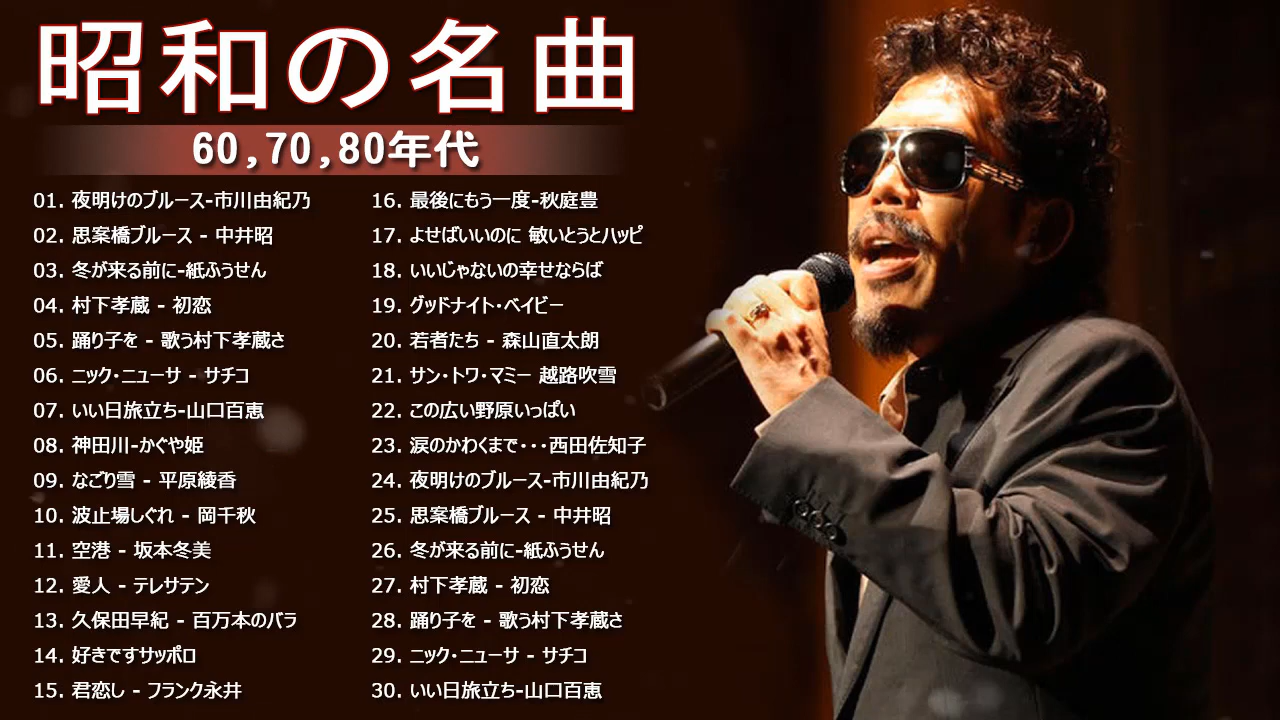 昭和の名曲
60,70,80年代
01. 夜明けのブルース-市川由紀乃
02. 思案橋ブルース - 中井昭
03. 冬が来る前に-紙ふうせん
04. 村下孝蔵 - 初恋
05. 踊り子を - 歌う村下孝蔵さ
06. ニック・ニューサ - サチコ
07. いい日旅立ち-山口百恵
08. 神田川-かぐや姫
09. なごり雪 - 平原綾香
10. 波止場しぐれ - 岡千秋
11. 空港 - 坂本冬美
12. 愛人 - テレサテン
13. 久保田早紀 - 百万本のバラ
14. 好きですサッポロ
15. 君恋し - フランク永井
16. 最後にもう一度-秋庭豊
17. よせばいいのに 敏いとうとハッピ
18. いいじゃないの幸せならば
19. グッドナイト・ベイビー
20. 若者たち - 森山直太朗
21. サン・トワ・マミー 越路吹雪
22. この広い野原いっぱい
23. 涙のかわくまで・・・西田佐知子
24. 夜明けのブルース-市川由紀乃
25. 思案橋ブルース - 中井昭
26. 冬が来る前に-紙ふうせん
27. 村下孝蔵 - 初恋
28. 踊り子を - 歌う村下孝蔵さ
29. ニック・ニューサ - サチコ
30. いい日旅立ち-山口百恵